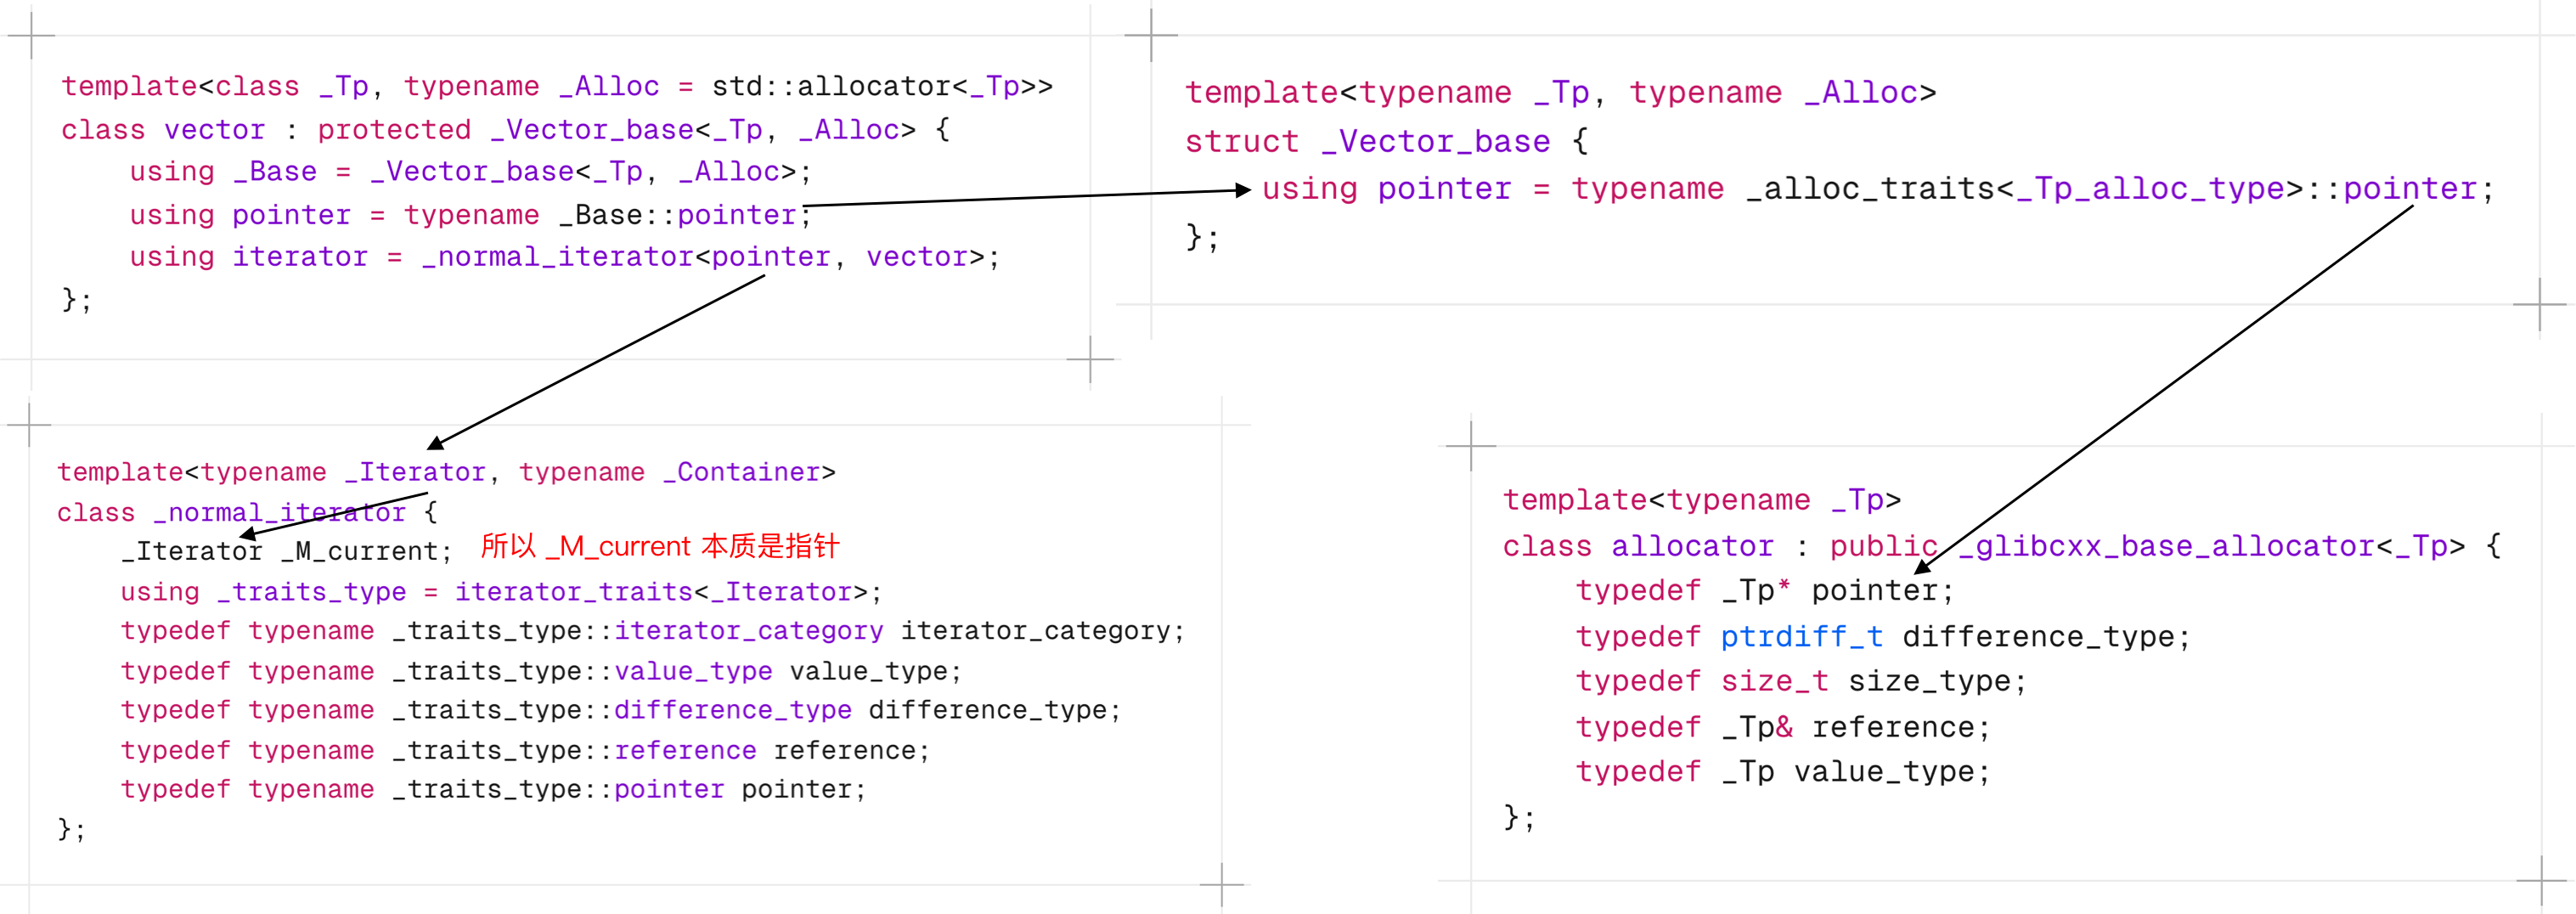 template<class _Tp, typename _Alloc = std::allocator<_Tp>>
class vector : protected _Vector_base<_Tp, _Alloc> {
    using _Base = _Vector_base<_Tp, _Alloc>;
    using pointer = typename _Base::pointer;
    using iterator = _normal_iterator<pointer, vector>;
};
template<typename _Tp, typename _Alloc>
struct _Vector_base {
    using pointer = typename _alloc_traits<_Tp_alloc_type>::pointer;
};
template<typename _Iterator, typename _Container>
class _normal_iterator {
    _Iterator _M_current; 所以 _M_current 本质是指针
    using _traits_type = iterator_traits<_Iterator>;
    typedef typename _traits_type::iterator_category iterator_category;
    typedef typename _traits_type::value_type value_type;
    typedef typename _traits_type::difference_type difference_type;
    typedef typename _traits_type::reference reference;
    typedef typename _traits_type::pointer pointer;
};
template<typename _Tp>
class allocator : public _glibcxx_base_allocator<_Tp> {
    typedef _Tp* pointer;
    typedef ptrdiff_t difference_type;
    typedef size_t size_type;
    typedef _Tp& reference;
    typedef _Tp value_type;
};